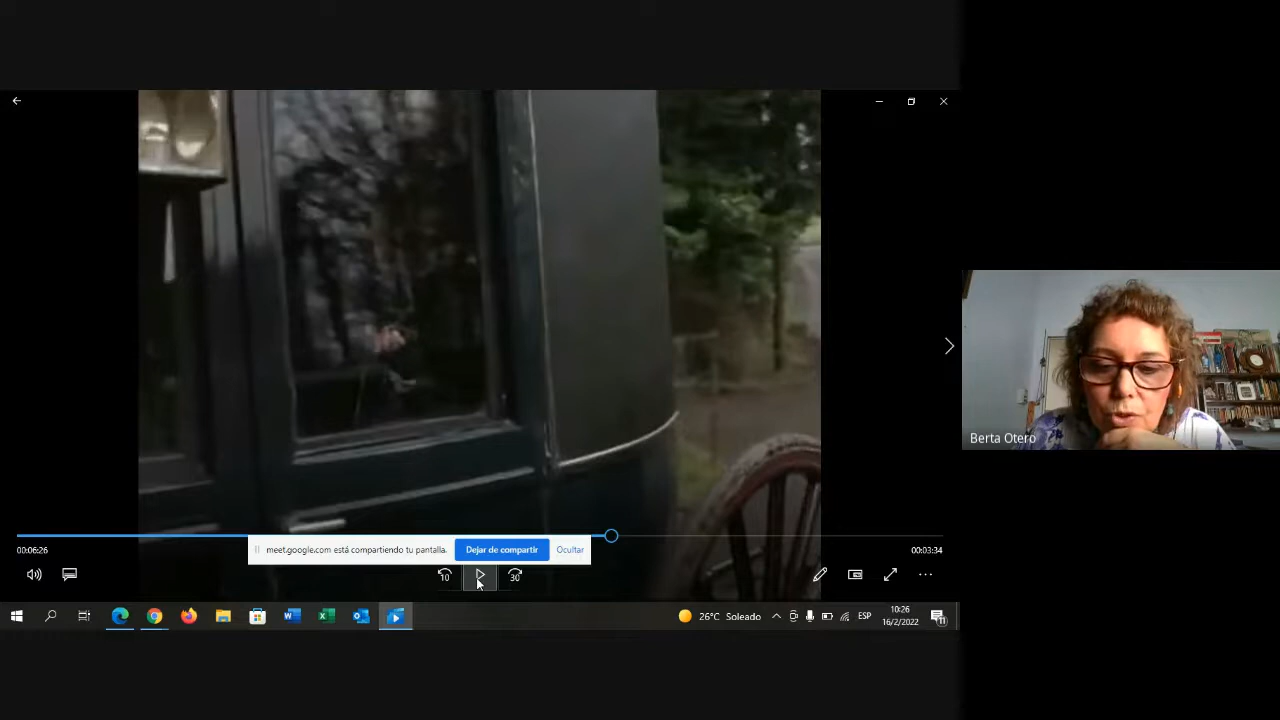 Berta Otero
00:06:26
00:03:34
meet.google.com está compartiendo tu pantalla.
Dejar de compartir
Ocultar
10
30
26°C Soleado
ESP
10:26
16/2/2022